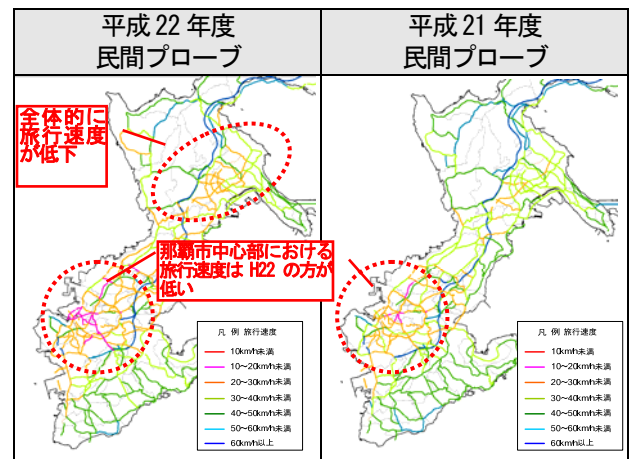 平成 22 年度
民間プローブ
平成 21 年度
民間プローブ
全体的に
旅行速度
が低下
那覇市中心部における
旅行速度は H22 の方が
低い
凡 例 旅行速度
10km/h未満
10～20km/h未満
20～30km/h未満
30～40km/h未満
40～50km/h未満
50～60km/h未満
60km/h以上
凡 例 旅行速度
10km/h未満
10～20km/h未満
20～30km/h未満
30～40km/h未満
40～50km/h未満
50～60km/h未満
60km/h以上